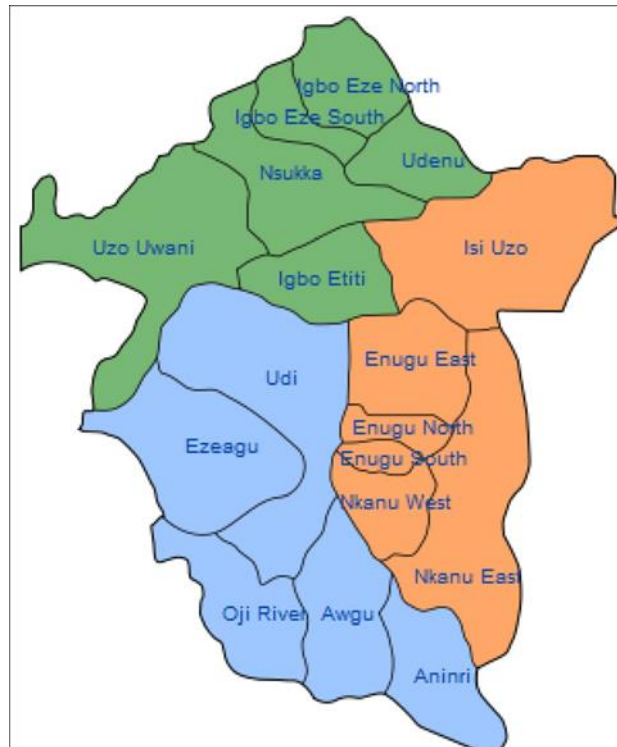 Igbo Eze North
Igbo Eze South
Udenu
Nsukka
Uzo Uwani
Isi Uzo
Igbo Etiti
Enugu East
Udi
Enugu North
Ezeagu
Enugu South
Nkanu West
Nkanu East
Oji River
Awgu
Aninri